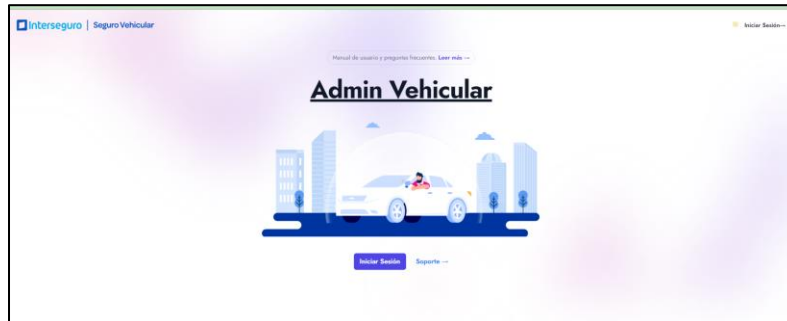 Interseguro | Seguro Vehicular
Iniciar Sesión→
Manual de usuario y preguntas frecuentes. Leer más →
Admin Vehicular
Iniciar Sesión
Soporte →